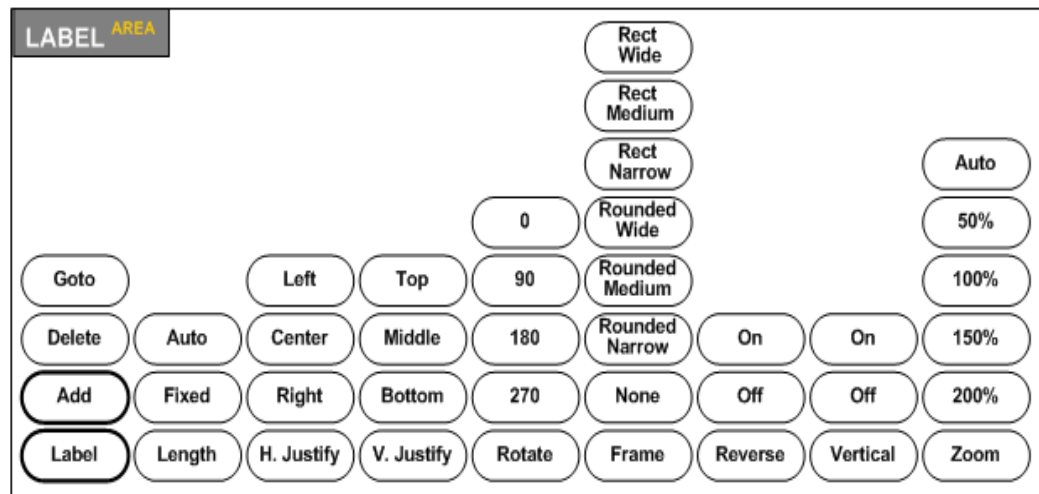 LABEL AREA
Rect
Wide
Rect
Medium
Rect
Narrow
Auto
0
Rounded
Wide
50%
Goto
Left
Top
90
Rounded
Medium
100%
Delete
Auto
Center
Middle
180
Rounded
Narrow
On
On
150%
Add
Fixed
Right
Bottom
270
None
Off
Off
200%
Label
Length
H. Justify
V. Justify
Rotate
Frame
Reverse
Vertical
Zoom